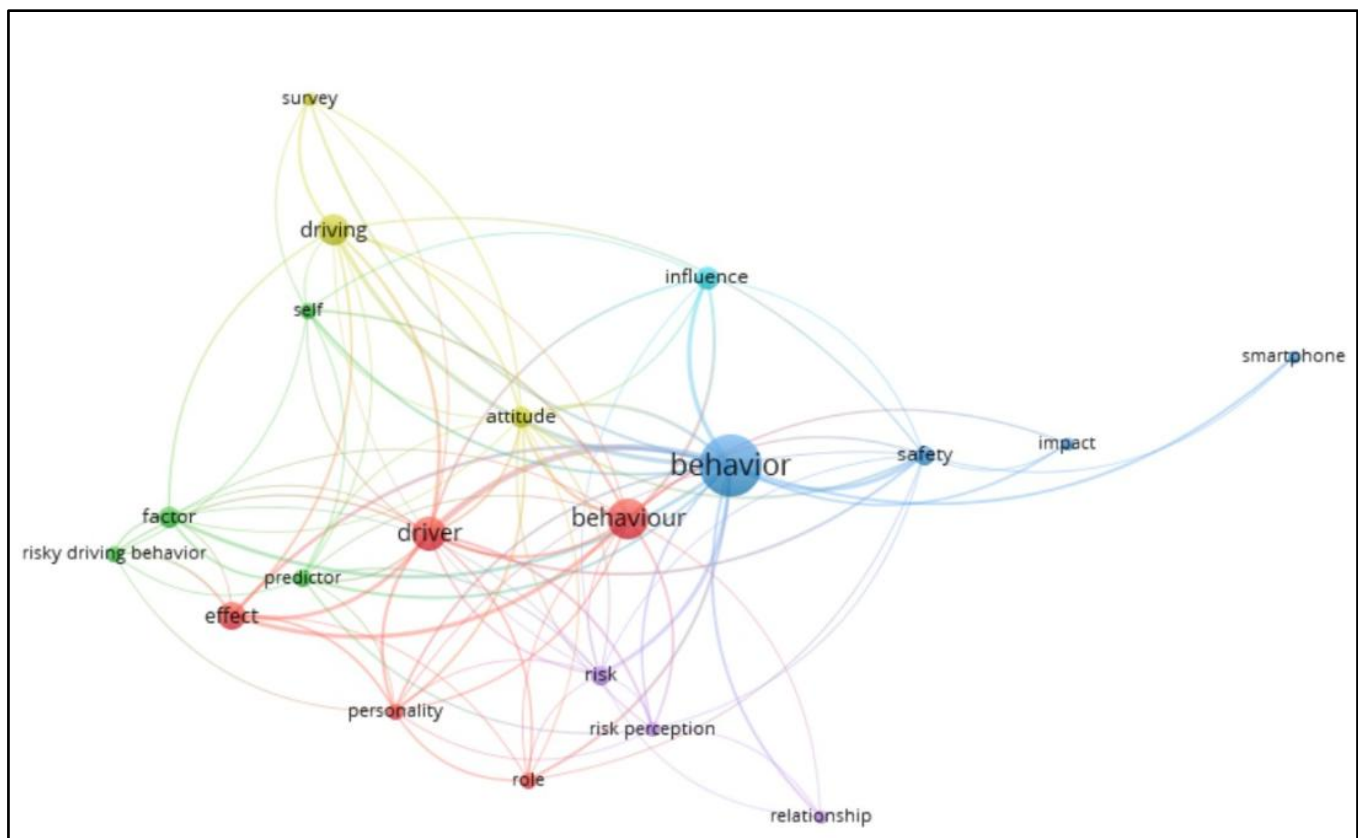 survey
driving
influence
self
smartphone
attitude
impact
safety
behavior
factor
behaviour
driver
risky driving behavior
predictor
effect
risk
personality
risk perception
role
relationship